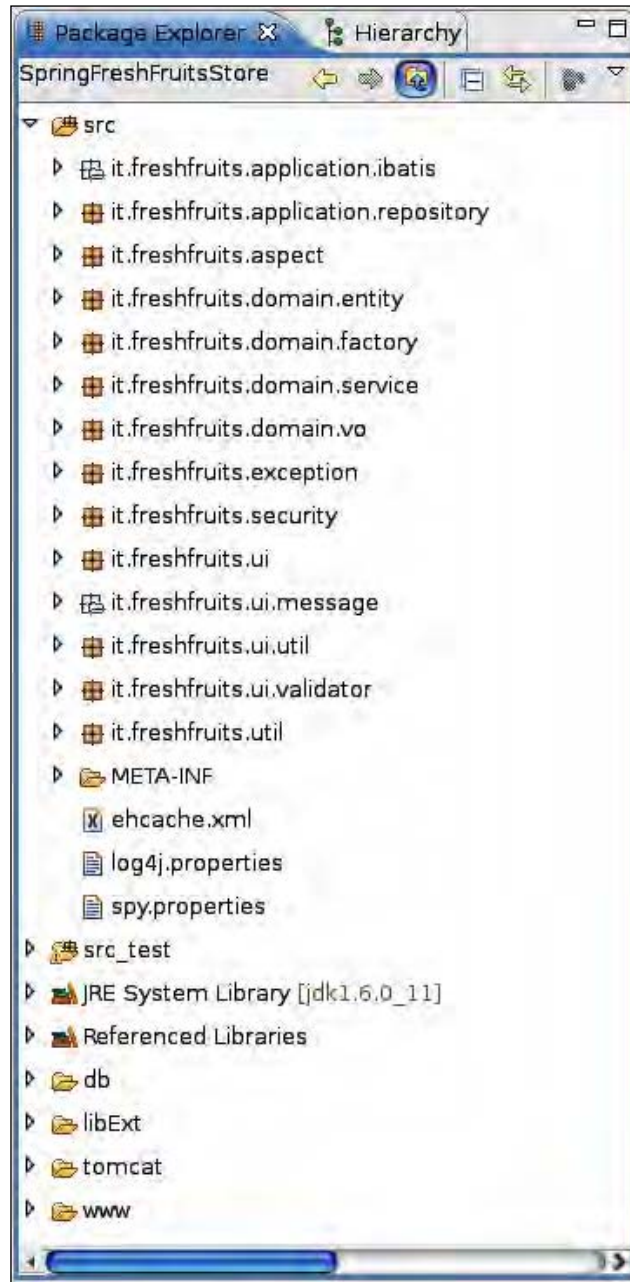 Package Explorer Hierarchy
SpringFreshFruitsStore
src
it.freshfruits.application.ibatis
it.freshfruits.application.repository
it.freshfruits.aspect
it.freshfruits.domain.entity
it.freshfruits.domain.factory
it.freshfruits.domain.service
it.freshfruits.domain.vo
it.freshfruits.exception
it.freshfruits.security
it.freshfruits.ui
it.freshfruits.ui.message
it.freshfruits.ui.util
it.freshfruits.ui.validator
it.freshfruits.util
META-INF
ehcache.xml
log4j.properties
spy.properties
src_test
JRE System Library [jdk1.6.0_11]
Referenced Libraries
db
libExt
tomcat
www